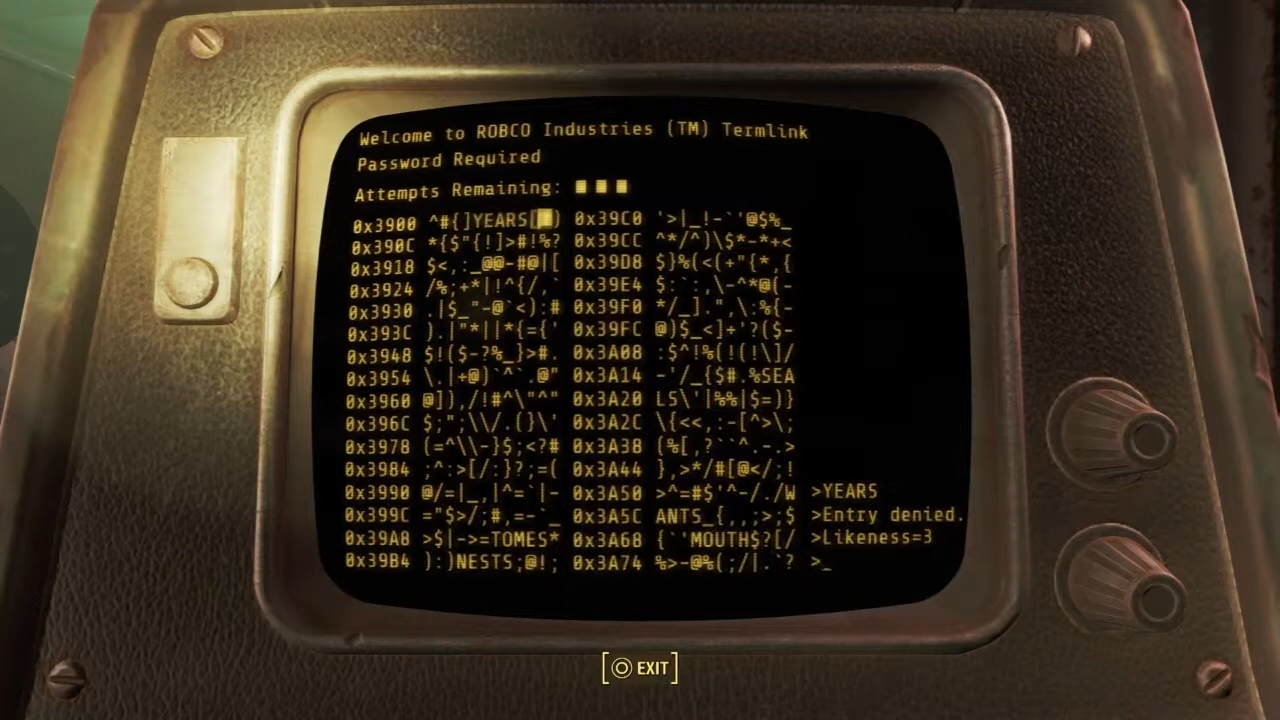 Welcome to ROBCO Industries (TM) Termlink
Password Required
Attempts Remaining: ■ ■ ■
0x3900 ^#{]YEARS[■) 0x39C0 '>|_!-`'@$%_
0x390C *{$"{!]>#!%? 0x39CC ^*/^)\$*-*+<
0x3918 $<,:_@@-#@|[ 0x39D8 $}%(<(+"{*,{
0x3924 /%;+*|!^{/,` 0x39E4 $:`:,\-^*@(-
0x3930 .|$_"-@`<):# 0x39F0 */_].",\:%{-
0x393C ).|"*||*{={' 0x39FC @)$_<]+'?($-
0x3948 $!($-?%_}>#. 0x3A08 :$^!%(!(!\]/
0x3954 \.|+@)`^`.@" 0x3A14 -'/_{$#.%SEA
0x3960 @]),/!#^\"^" 0x3A20 LS\'|%%|$=)}
0x396C $;";\\/.(}\' 0x3A2C \{<<,:-[^>\;
0x3978 (=^\\-}$;<?# 0x3A38 (%[,?``^.-.>
0x3984 ;^:>[/:}?;=( 0x3A44 },>*/#[@</;!
0x3990 @/=|_,|^=`|- 0x3A50 >^=#$'^-/./W >YEARS
0x399C ="$>/;#,=-`_ 0x3A5C ANTS_{,,;>;$ >Entry denied.
0x39A8 >$|->=TOMES* 0x3A68 {`'MOUTH$?[/ >Likeness=3
0x39B4 ):)NESTS;@!; 0x3A74 %>-@%(;/|.`? >_
[◎ EXIT]